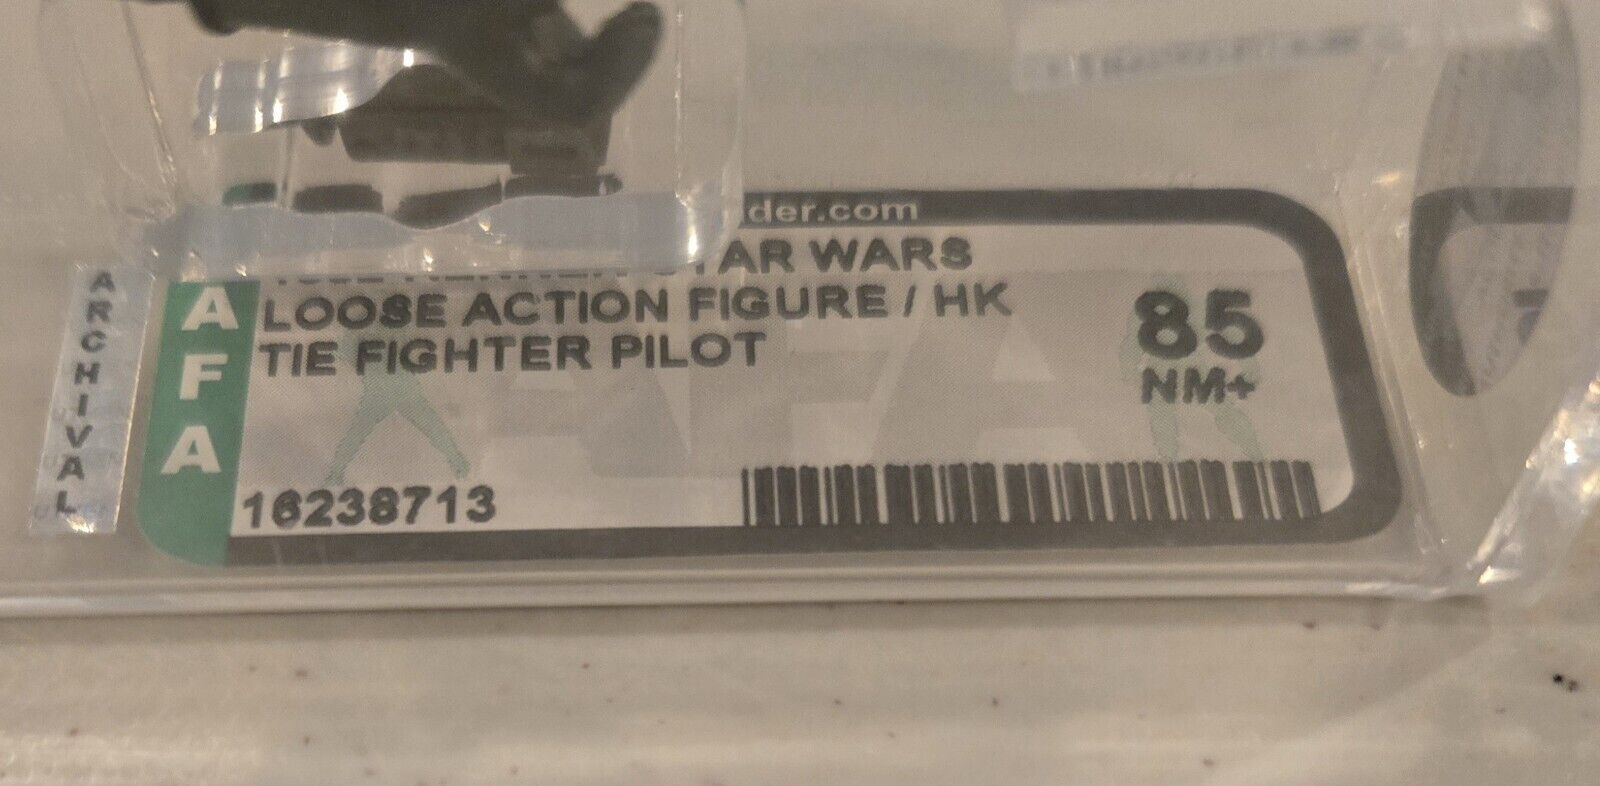 der.com
STAR WARS
LOOSE ACTION FIGURE / HK
TIE FIGHTER PILOT
85
NM+
AFA
16238713
ARCHIVAL